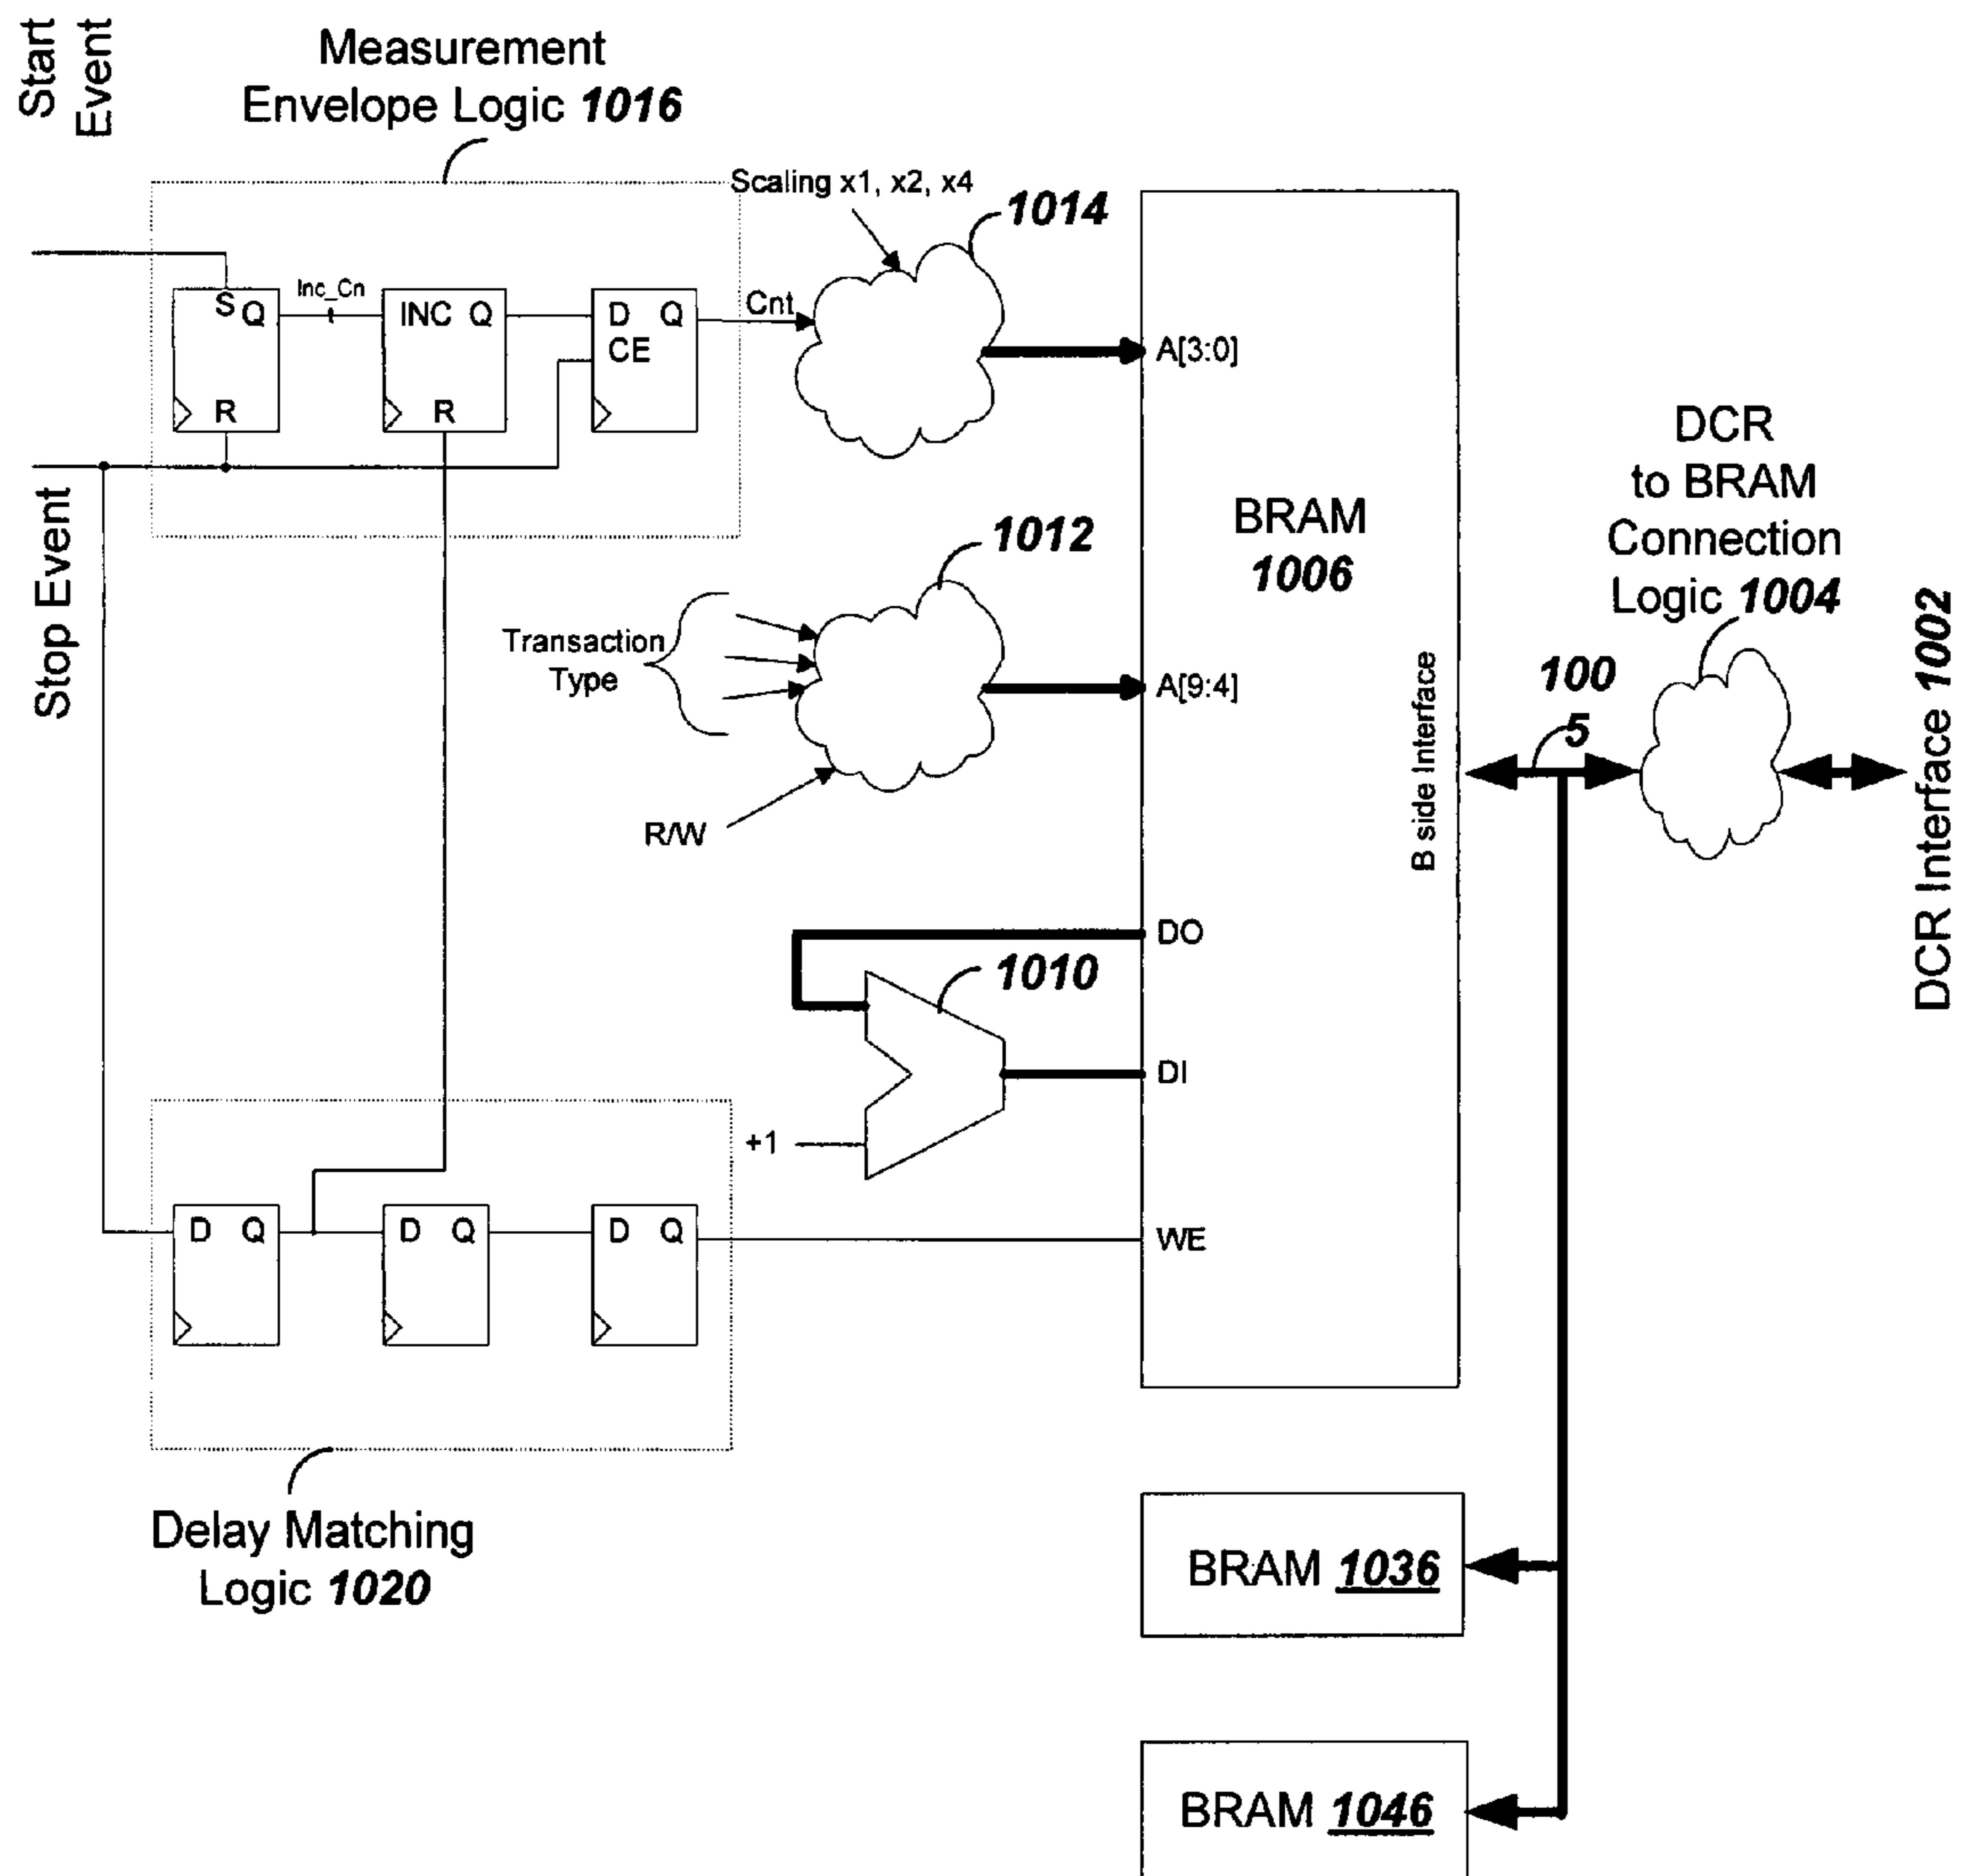 Start
Event
Measurement
Envelope Logic 1016
Scaling x1, x2, x4
1014
S Q
Inc_Cn
INC Q
D Q
CE
Cnt
R
R
A[3:0]
Stop Event
DCR
to BRAM
Connection
Logic 1004
BRAM
1006
1012
Transaction
Type
A[9:4]
R/W
B side Interface
100
5
DCR Interface 1002
DO
1010
DI
+1
D Q
D Q
D Q
WE
Delay Matching
Logic 1020
BRAM 1036
BRAM 1046